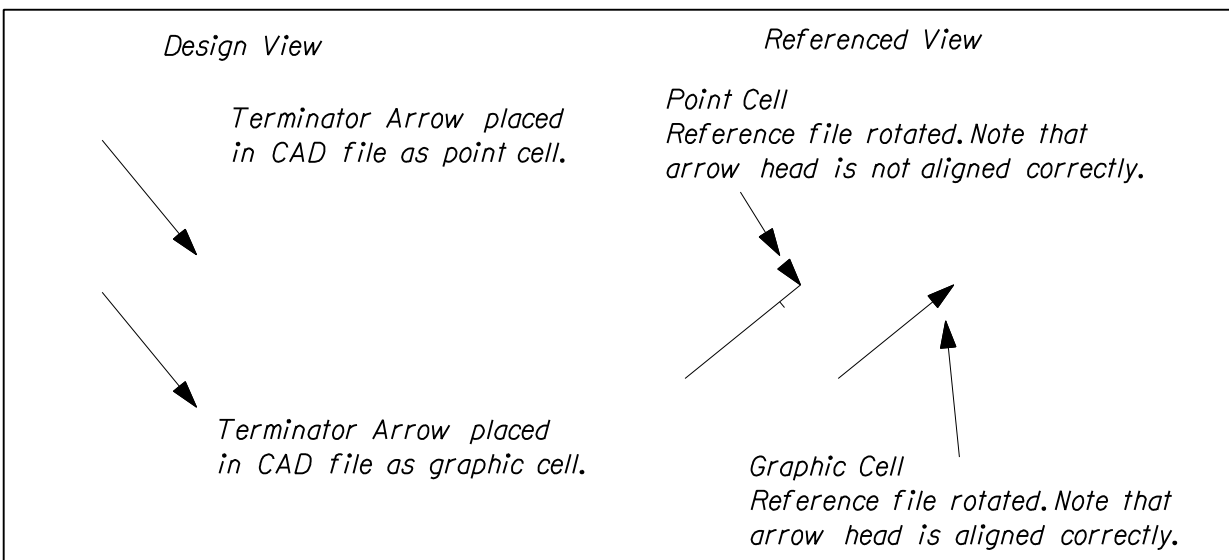 Design View
Terminator Arrow placed
in CAD file as point cell.
Terminator Arrow placed
in CAD file as graphic cell.
Referenced View
Point Cell
Reference file rotated. Note that
arrow head is not aligned correctly.
Graphic Cell
Reference file rotated. Note that
arrow head is aligned correctly.